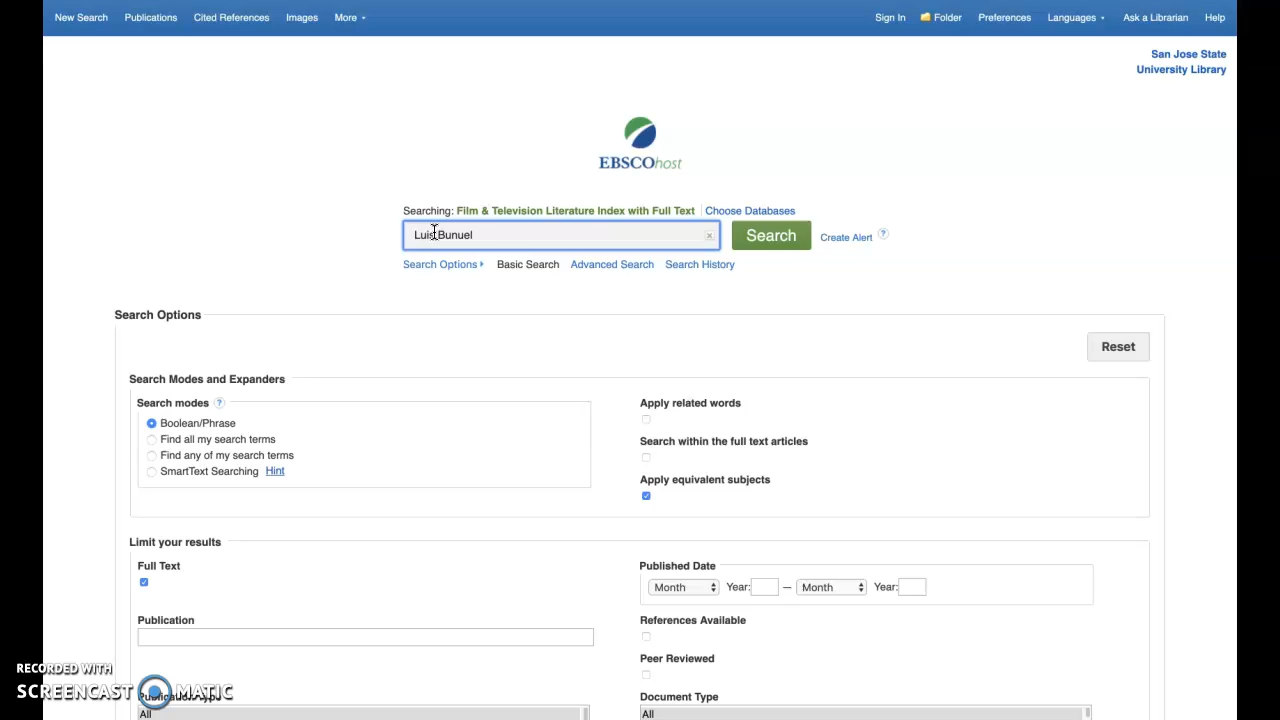 New Search Publications Cited References Images More Sign In Folder Preferences Languages Ask a Librarian Help
San Jose State
University Library
EBSCOhost
Searching: Film & Television Literature Index with Full Text Choose Databases
Luis Bunuel × Search Create Alert ?
Search Options Basic Search Advanced Search Search History
Search Options
Reset
Search Modes and Expanders
Search modes ?
Boolean/Phrase
Find all my search terms
Find any of my search terms
SmartText Searching Hint
Apply related words
Search within the full text articles
Apply equivalent subjects
Limit your results
Full Text
Published Date
Month Year: — Month Year:
Publication
References Available
Peer Reviewed
Publication Type
All
Document Type
All
RECORDED WITH
SCREENCAST MATIC